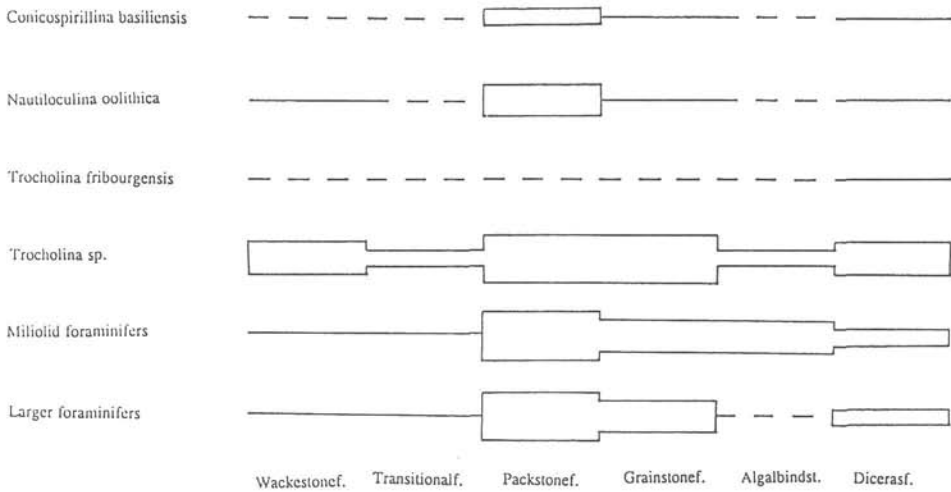 Conicospirillina basiliensis
Nautiloculina oolithica
Trocholina fribourgensis
Trocholina sp.
Miliolid foraminifers
Larger foraminifers
Wackestonef. Transitionalf. Packstonef. Grainstonef. Algalbindst. Dicerasf.